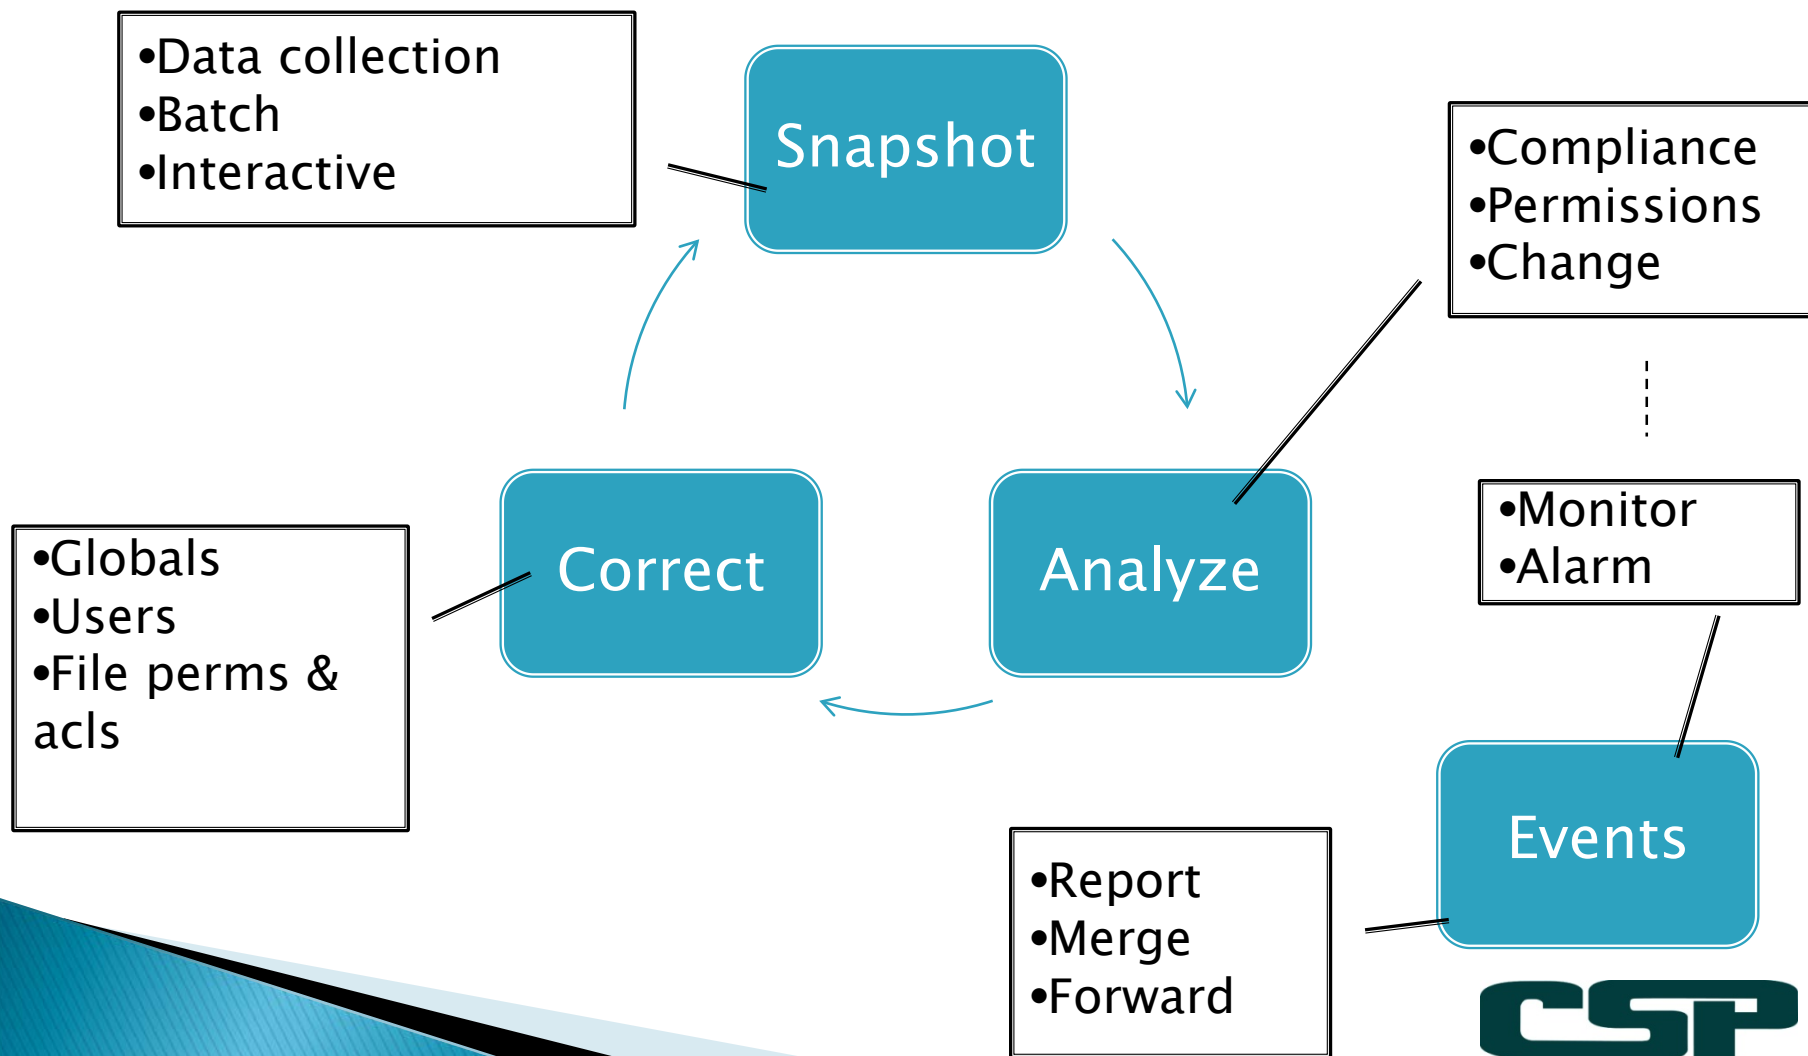 •Data collection
•Batch
•Interactive
Snapshot
•Compliance
•Permissions
•Change
•Monitor
•Alarm
•Globals
•Users
•File perms &
acls
Correct
Analyze
Events
•Report
•Merge
•Forward
CSP